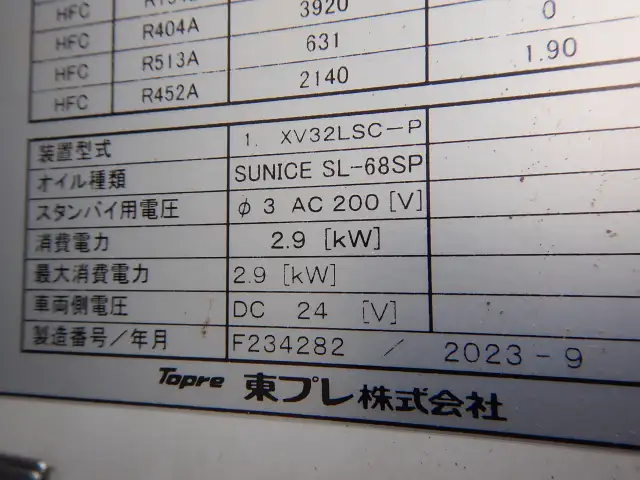 HFC 3920
HFC R404A 631 0
HFC R513A 2140 1.90
HFC R452A
装置型式 1. XV32LSC-P
オイル種類 SUNICE SL-68SP
スタンバイ用電圧 φ3 AC 200 [V]
消費電力 2.9 [kW]
最大消費電力 2.9 [kW]
車両側電圧 DC 24 [V]
製造番号/年月 F234282 / 2023-9
Topre 東プレ株式会社